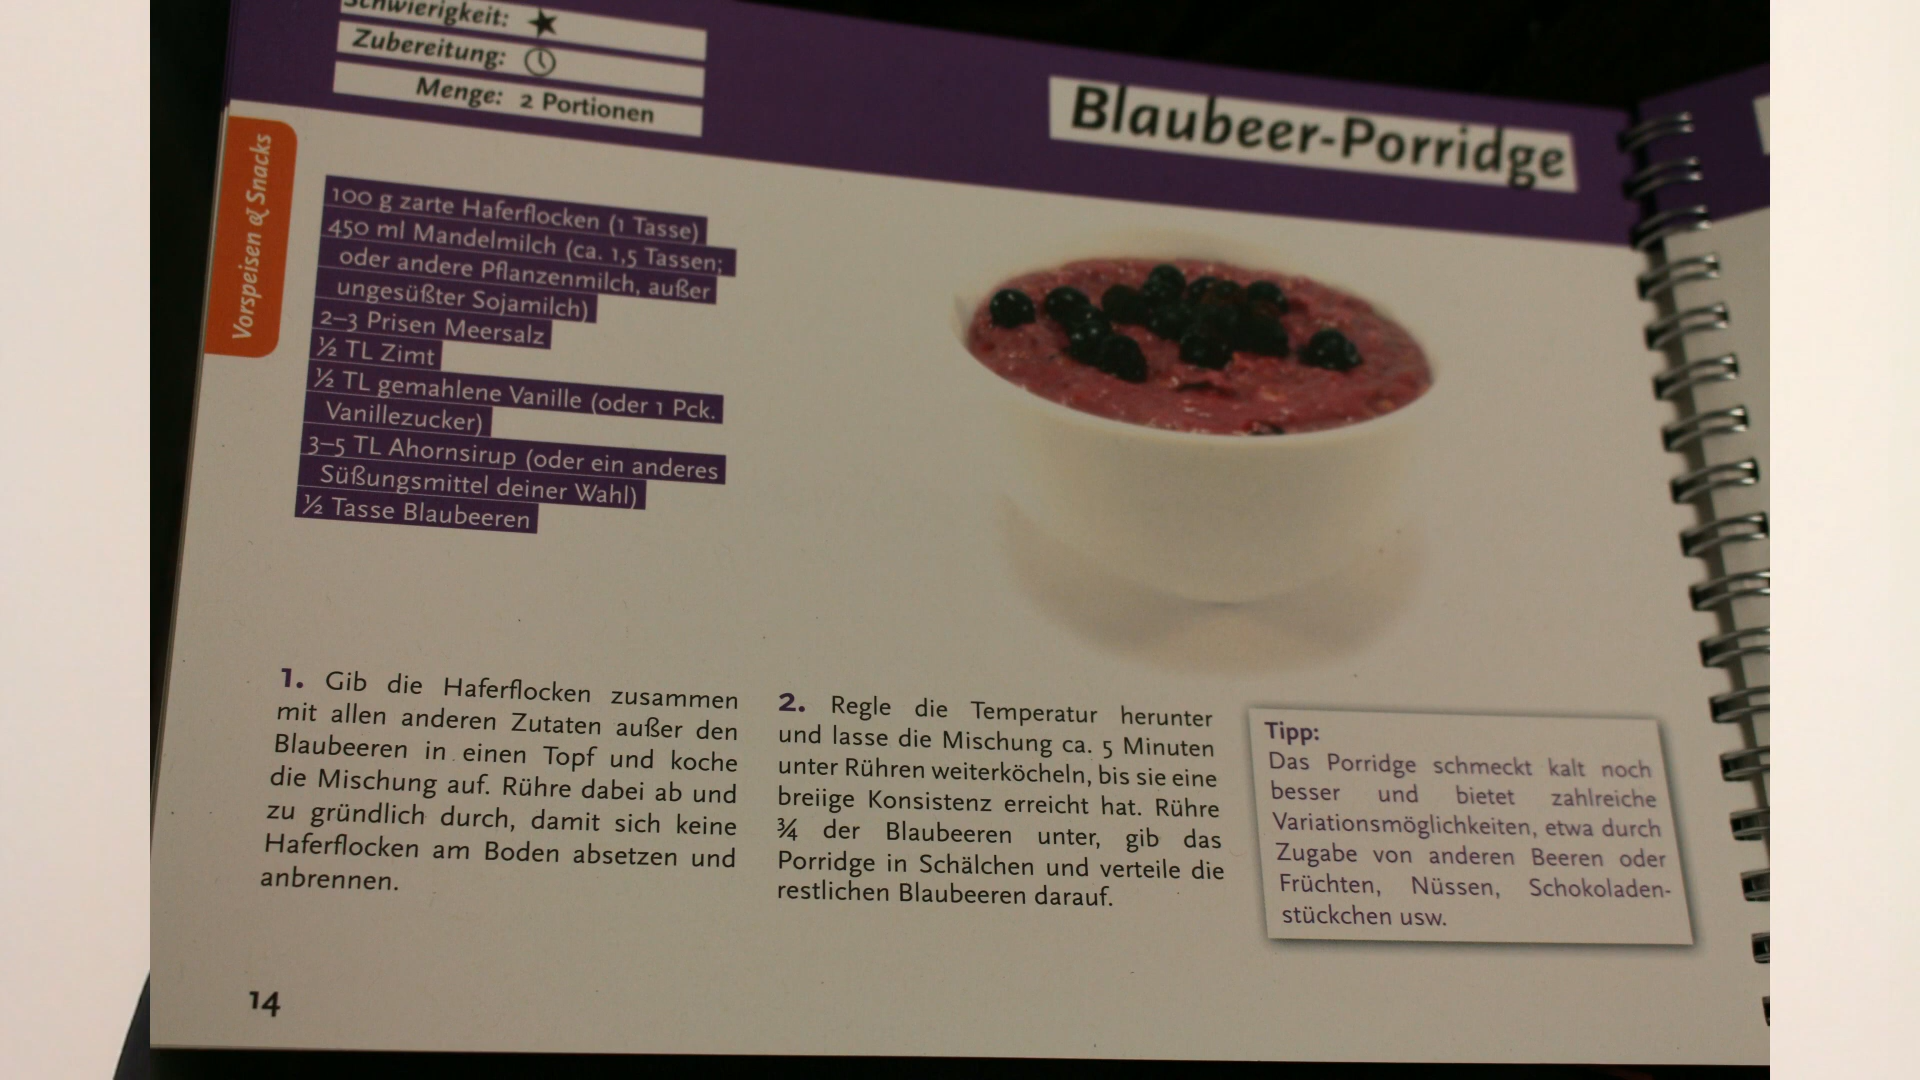 Schwierigkeit:
Zubereitung:
Menge: 2 Portionen
Blaubeer-Porridge
Vorspeisen & Snacks
100 g zarte Haferflocken (1 Tasse)
450 ml Mandelmilch (ca. 1,5 Tassen;
oder andere Pflanzenmilch, außer
ungesüßter Sojamilch)
2–3 Prisen Meersalz
½ TL Zimt
½ TL gemahlene Vanille (oder 1 Pck.
Vanillezucker)
3–5 TL Ahornsirup (oder ein anderes
Süßungsmittel deiner Wahl)
½ Tasse Blaubeeren
1. Gib die Haferflocken zusammen
mit allen anderen Zutaten außer den
Blaubeeren in einen Topf und koche
die Mischung auf. Rühre dabei ab und
zu gründlich durch, damit sich keine
Haferflocken am Boden absetzen und
anbrennen.
2. Regle die Temperatur herunter
und lasse die Mischung ca. 5 Minuten
unter Rühren weiterköcheln, bis sie eine
breiige Konsistenz erreicht hat. Rühre
¾ der Blaubeeren unter, gib das
Porridge in Schälchen und verteile die
restlichen Blaubeeren darauf.
Tipp:
Das Porridge schmeckt kalt noch
besser und bietet zahlreiche
Variationsmöglichkeiten, etwa durch
Zugabe von anderen Beeren oder
Früchten, Nüssen, Schokoladen-
stückchen usw.
14